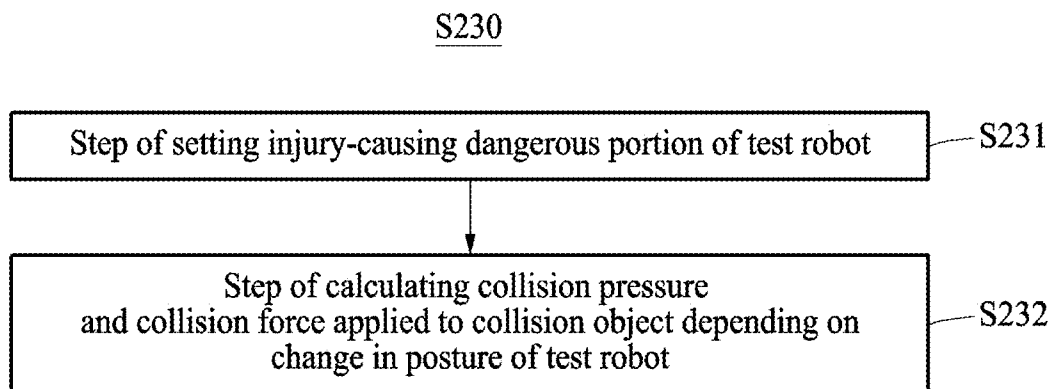 S230
Step of setting injury-causing dangerous portion of test robot
S231
Step of calculating collision pressure
and collision force applied to collision object depending on
change in posture of test robot
S232